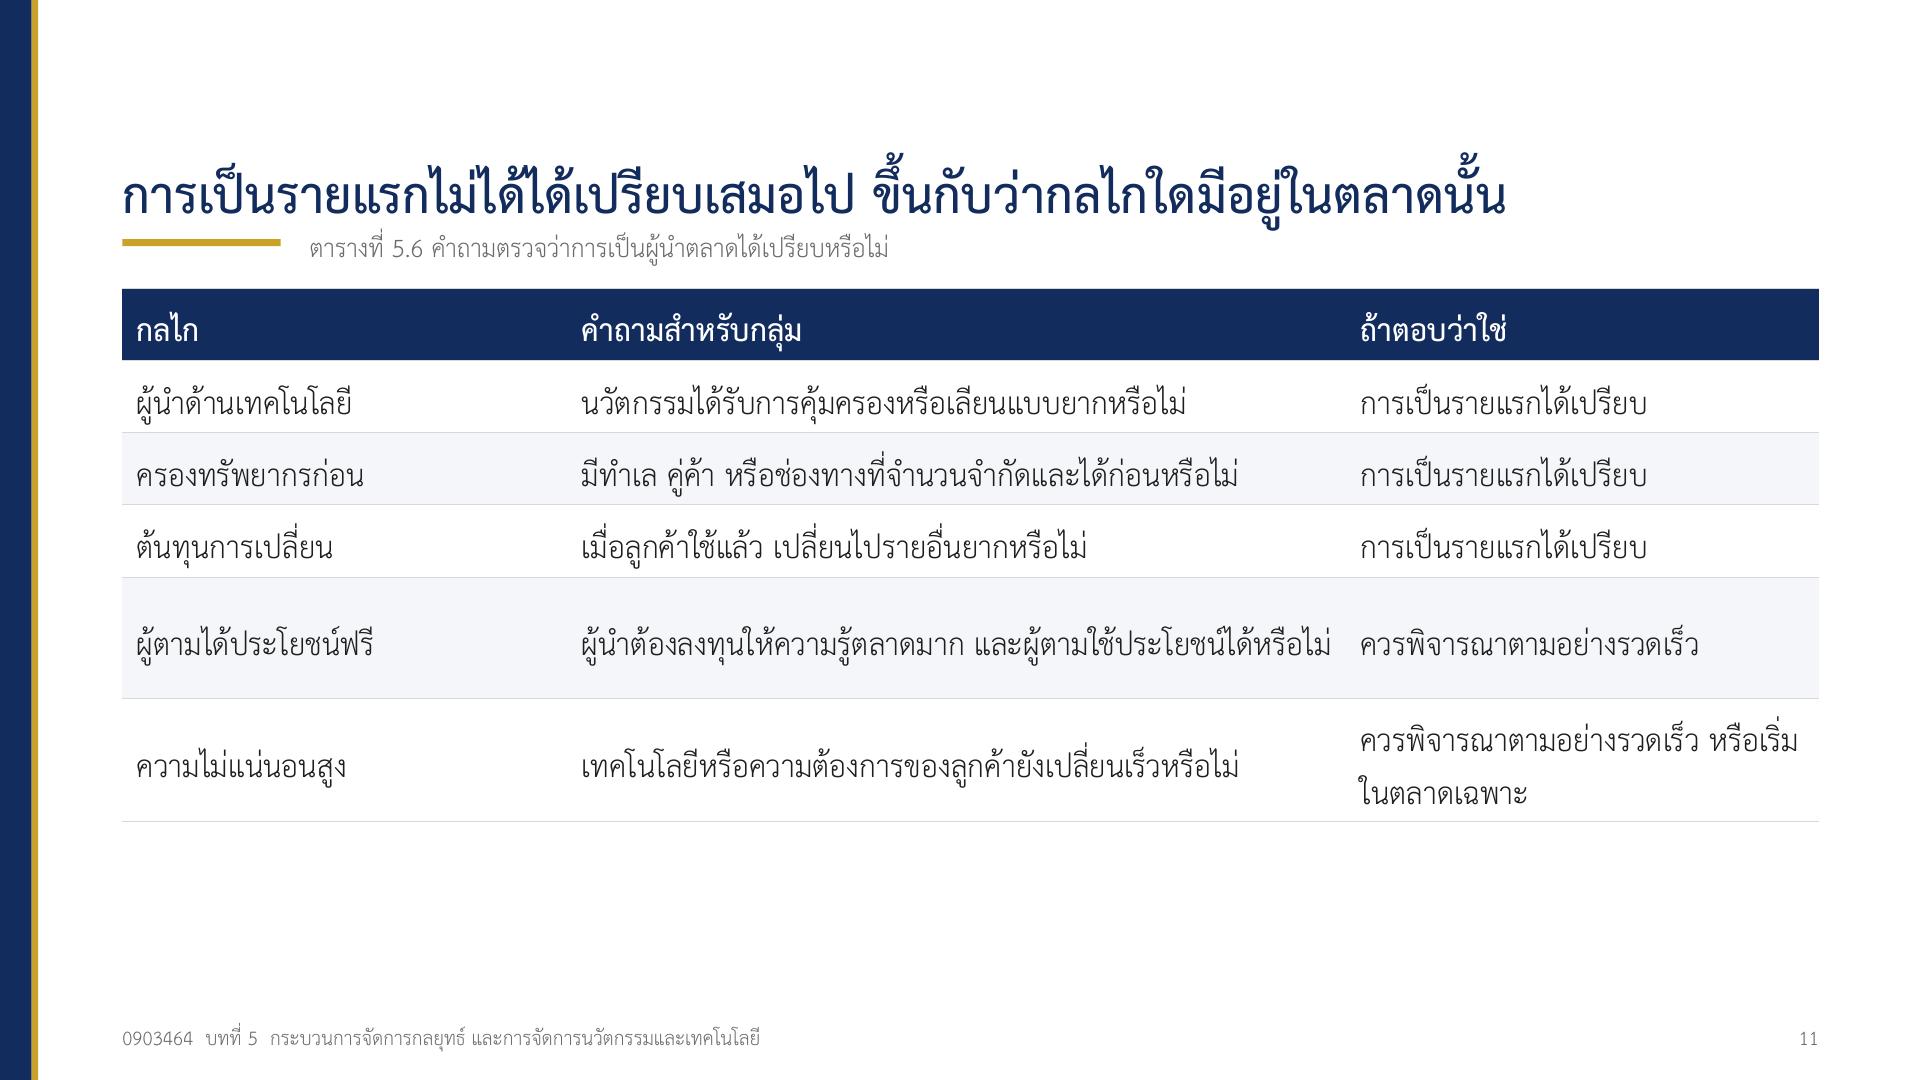 การเป็นรายแรกไม่ได้ได้เปรียบเสมอไป ขึ้นกับว่ากลไกใดมีอยู่ในตลาดนั้น
ตารางที่ 5.6 คำถามตรวจว่าการเป็นผู้นำตลาดได้เปรียบหรือไม่
กลไก คำถามสำหรับกลุ่ม ถ้าตอบว่าใช่
ผู้นำด้านเทคโนโลยี นวัตกรรมได้รับการคุ้มครองหรือเลียนแบบยากหรือไม่ การเป็นรายแรกได้เปรียบ
ครองทรัพยากรก่อน มีทำเล คู่ค้า หรือช่องทางที่จำนวนจำกัดและได้ก่อนหรือไม่ การเป็นรายแรกได้เปรียบ
ต้นทุนการเปลี่ยน เมื่อลูกค้าใช้แล้ว เปลี่ยนไปรายอื่นยากหรือไม่ การเป็นรายแรกได้เปรียบ
ผู้ตามได้ประโยชน์ฟรี ผู้นำต้องลงทุนให้ความรู้ตลาดมาก และผู้ตามใช้ประโยชน์ได้หรือไม่ ควรพิจารณาตามอย่างรวดเร็ว
ความไม่แน่นอนสูง เทคโนโลยีหรือความต้องการของลูกค้ายังเปลี่ยนเร็วหรือไม่ ควรพิจารณาตามอย่างรวดเร็ว หรือเริ่ม
ในตลาดเฉพาะ
0903464 บทที่ 5 กระบวนการจัดการกลยุทธ์ และการจัดการนวัตกรรมและเทคโนโลยี 11